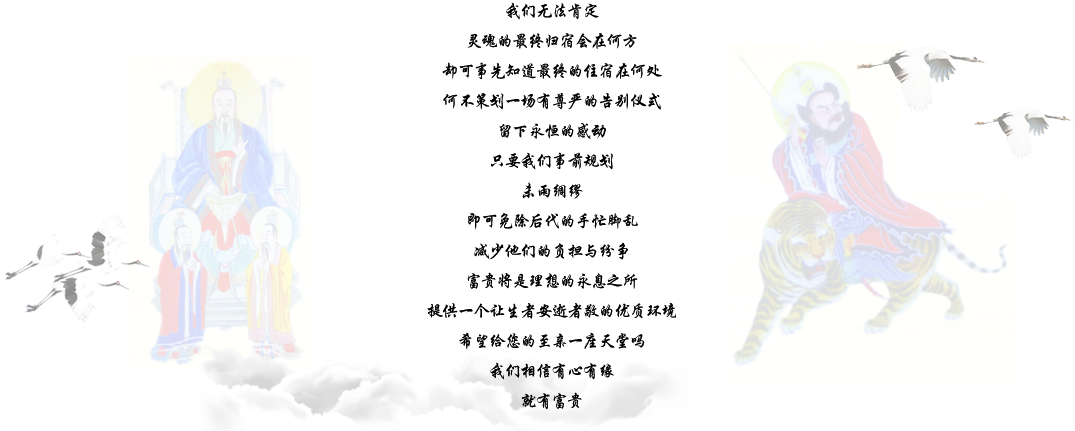 我们无法肯定
灵魂的最终归宿会在何方
却可事先知道最终的住宿在何处
何不策划一场有尊严的告别仪式
留下永恒的感动
只要我们事前规划
未雨绸缪
即可免除后代的手忙脚乱
减少他们的负担与纷争
富贵将是理想的永息之所
提供一个让生者安逝者敬的优质环境
希望给您的至亲一座天堂吗
我们相信有心有缘
就有富贵